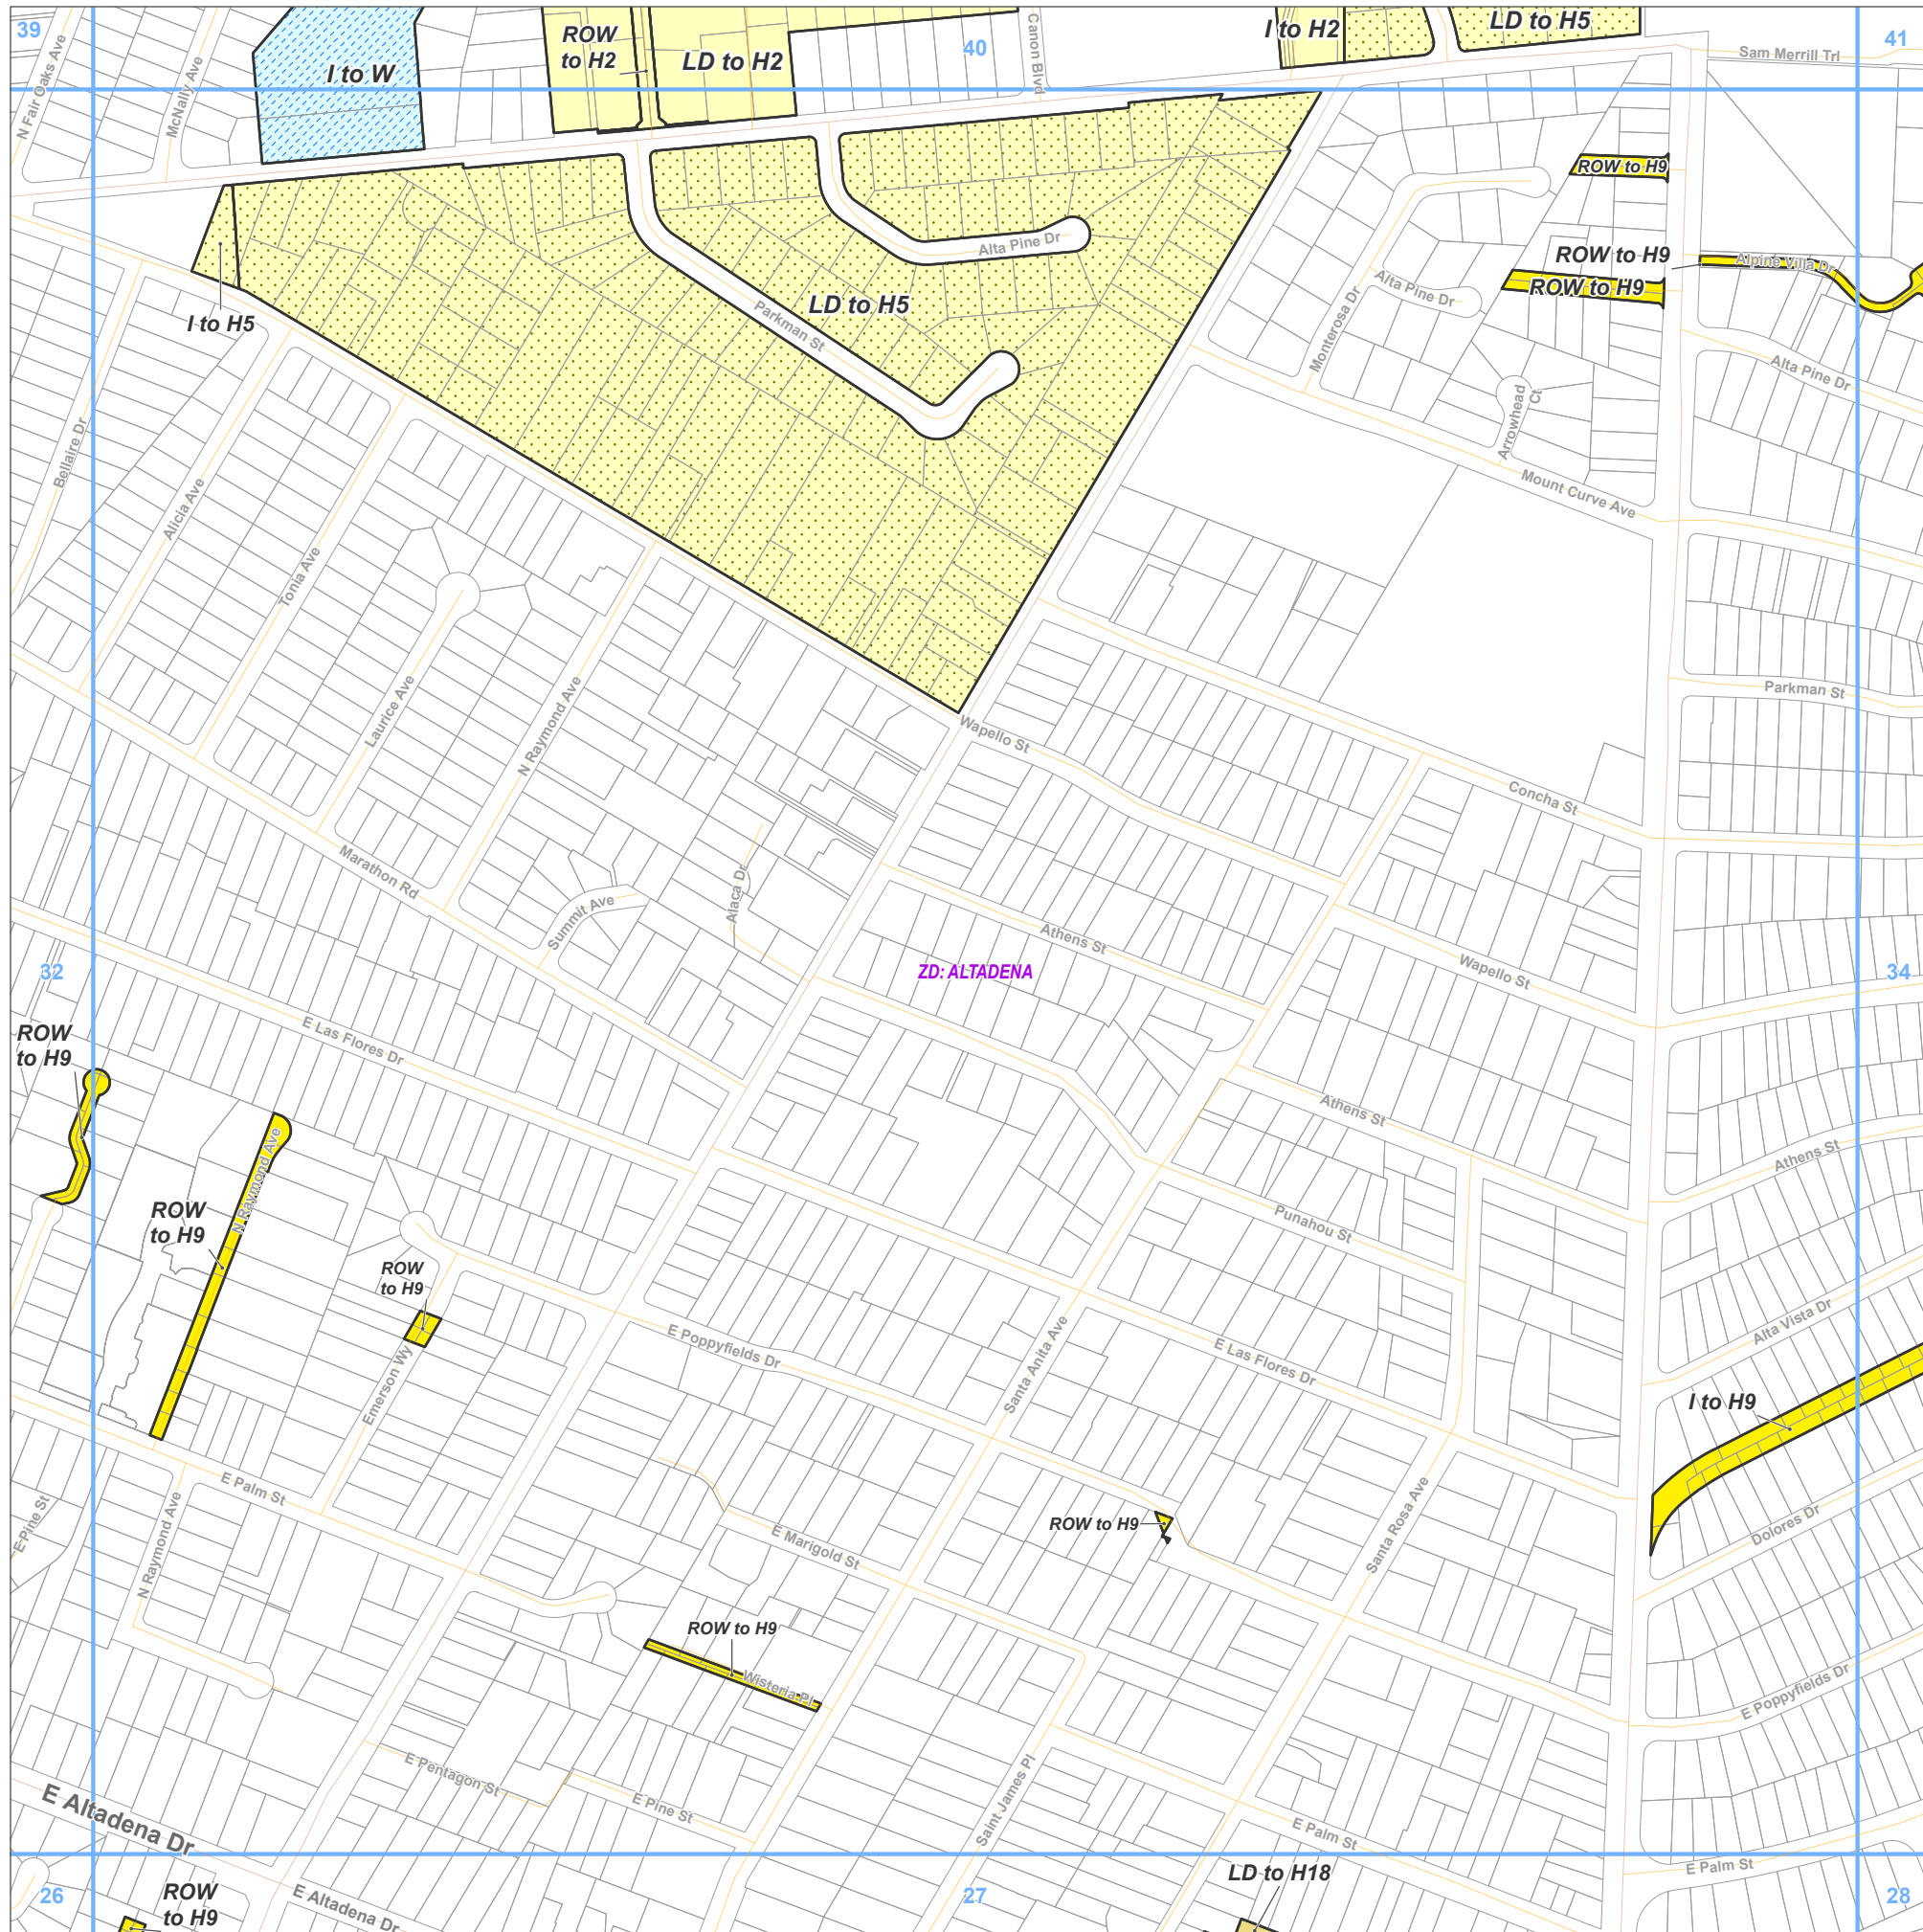 39
40
41
N Fair Oaks Ave
McNally Ave
I to W
ROW
to H2
LD to H2
Canon Blvd
I to H2
LD to H5
Sam Merrill Trl
ROW to H9
ROW to H9
ROW to H9
Alpine Villa Dr
Alta Pine Dr
Alta Pine Dr
Alta Pine Dr
LD to H5
Parkman St
I to H5
Monterosa Dr
Arrowhead
Ct
Mount Curve Ave
Bellaire Dr
Alicia Ave
Tonia Ave
Laurice Ave
N Raymond Ave
Wapello St
Parkman St
Concha St
Marathon Rd
Summit Ave
Alaca Dr
Athens St
Wapello St
32
ZD: ALTADENA
34
ROW
to H9
E Las Flores Dr
Athens St
Athens St
N Raymond Ave
ROW
to H9
Punahou St
ROW
to H9
Emerson Wy
E Poppyfields Dr
Santa Anita Ave
E Las Flores Dr
Alta Vista Dr
I to H9
E Palm St
E Pine St
N Raymond Ave
E Marigold St
ROW to H9
Santa Rosa Ave
Dolores Dr
ROW to H9
Wisteria Pl
E Poppyfields Dr
E Pentagon St
E Pine St
Saint James Pl
E Altadena Dr
E Palm St
E Palm St
LD to H18
26
ROW
to H9
E Altadena Dr
27
28